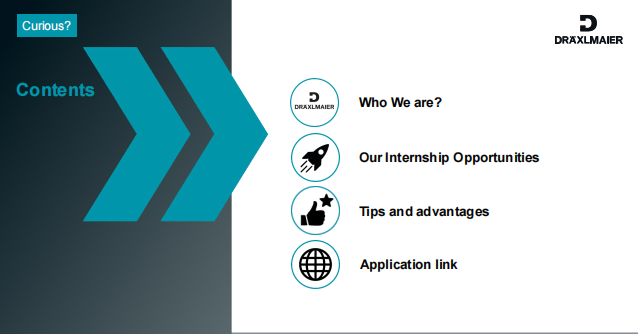 Curious?
DRÄXLMAIER
Contents
DRÄXLMAIER
Who We are?
Our Internship Opportunities
Tips and advantages
Application link